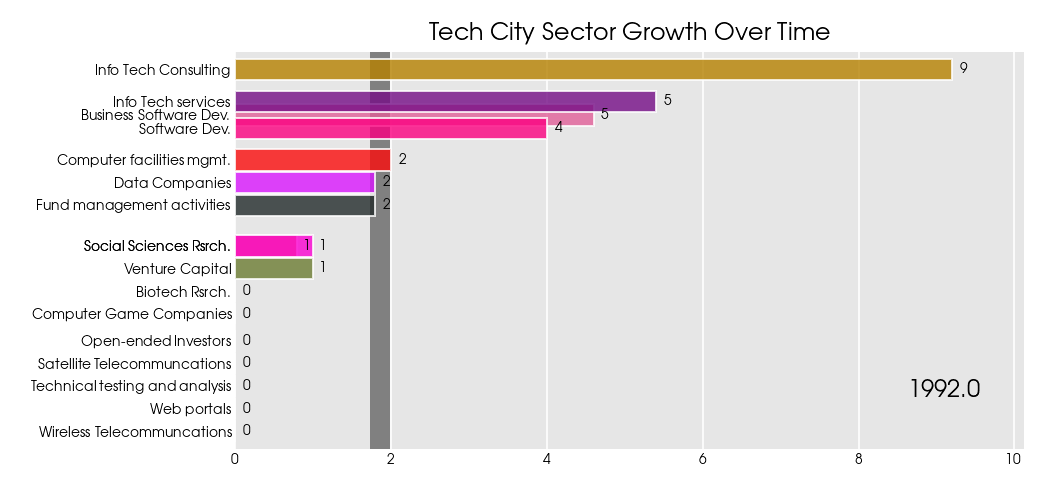 Tech City Sector Growth Over Time
Info Tech Consulting 9
Info Tech services 5
Business Software Dev. 5
Software Dev. 4
Computer facilities mgmt. 2
Data Companies 2
Fund management activities 2
Social Sciences Rsrch. 1 1
Venture Capital 1
Biotech Rsrch. 0
Computer Game Companies 0
Open-ended Investors 0
Satellite Telecommuncations 0
Technical testing and analysis 0
1992.0
Web portals 0
Wireless Telecommuncations 0
0 2 4 6 8 10